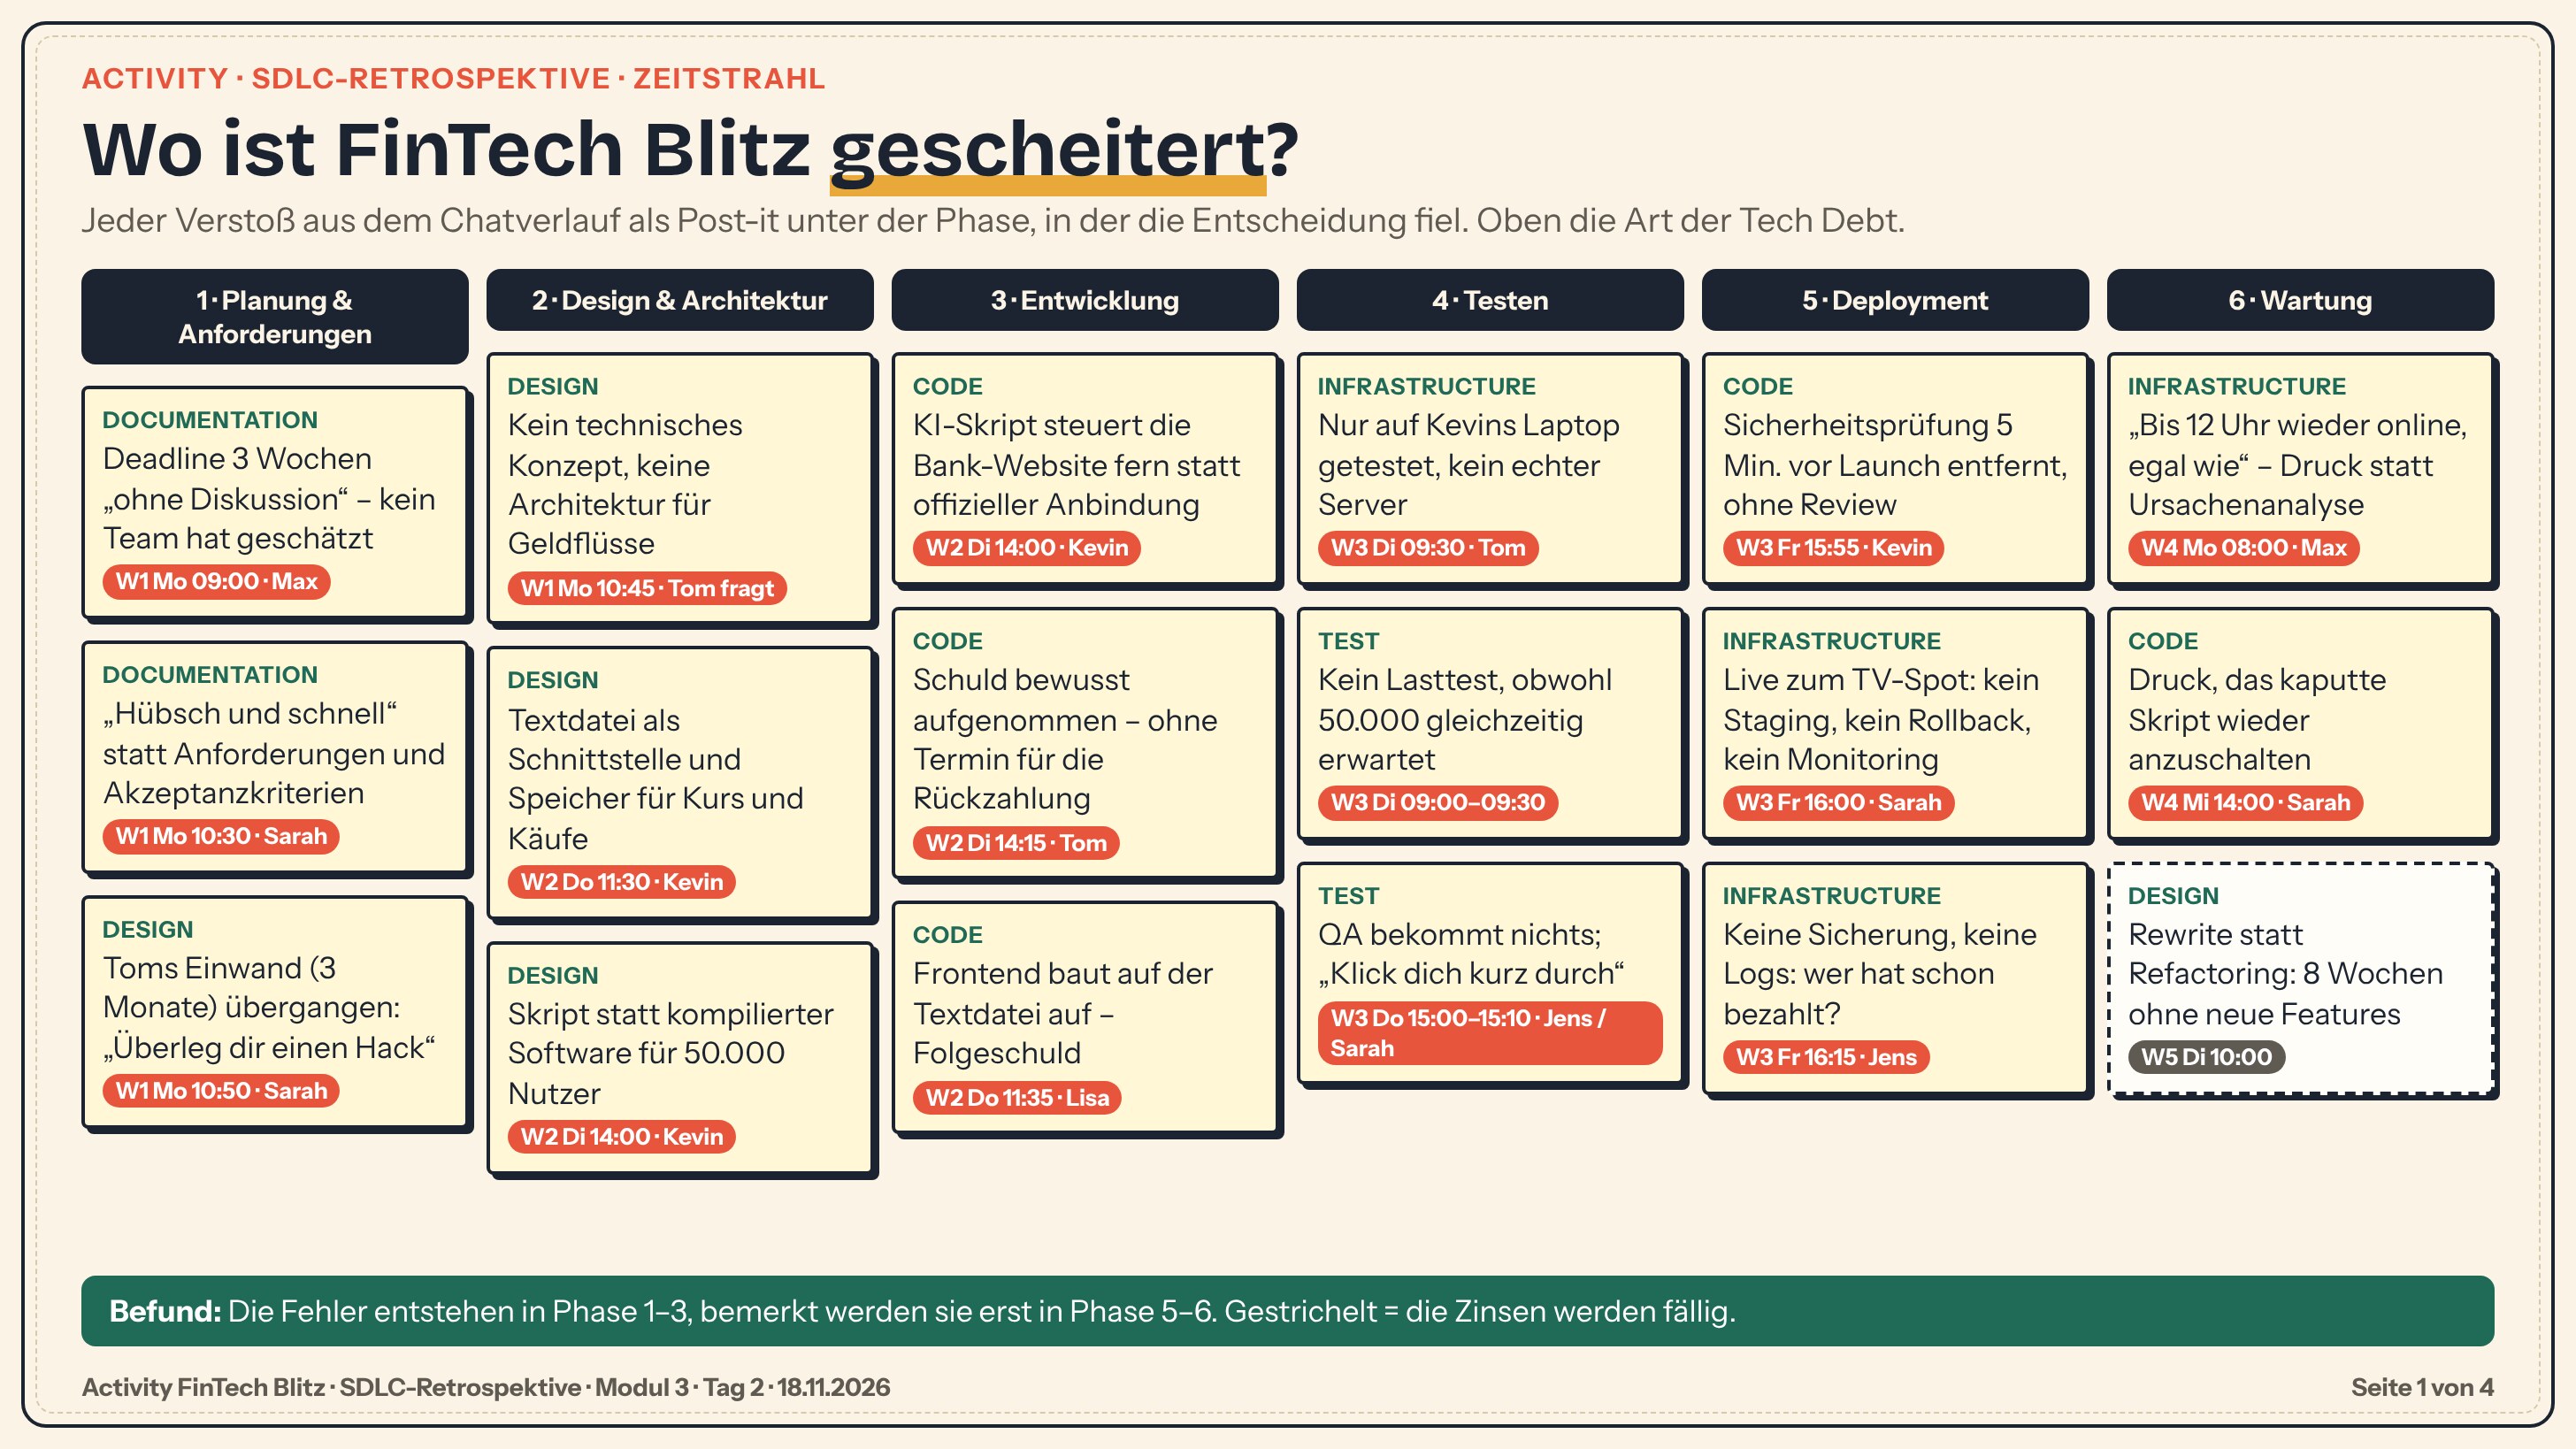 ACTIVITY · SDLC-RETROSPEKTIVE · ZEITSTRAHL
Wo ist FinTech Blitz gescheitert?
Jeder Verstoß aus dem Chatverlauf als Post-it unter der Phase, in der die Entscheidung fiel. Oben die Art der Tech Debt.
1 · Planung &
Anforderungen
DOCUMENTATION
Deadline 3 Wochen
„ohne Diskussion“ – kein
Team hat geschätzt
W1 Mo 09:00 · Max
DOCUMENTATION
„Hübsch und schnell“
statt Anforderungen und
Akzeptanzkriterien
W1 Mo 10:30 · Sarah
DESIGN
Toms Einwand (3
Monate) übergangen:
„Überleg dir einen Hack“
W1 Mo 10:50 · Sarah
2 · Design & Architektur
DESIGN
Kein technisches
Konzept, keine
Architektur für
Geldflüsse
W1 Mo 10:45 · Tom fragt
DESIGN
Textdatei als
Schnittstelle und
Speicher für Kurs und
Käufe
W2 Do 11:30 · Kevin
DESIGN
Skript statt kompilierter
Software für 50.000
Nutzer
W2 Di 14:00 · Kevin
3 · Entwicklung
CODE
KI-Skript steuert die
Bank-Website fern statt
offizieller Anbindung
W2 Di 14:00 · Kevin
CODE
Schuld bewusst
aufgenommen – ohne
Termin für die
Rückzahlung
W2 Di 14:15 · Tom
CODE
Frontend baut auf der
Textdatei auf –
Folgeschuld
W2 Do 11:35 · Lisa
4 · Testen
INFRASTRUCTURE
Nur auf Kevins Laptop
getestet, kein echter
Server
W3 Di 09:30 · Tom
TEST
Kein Lasttest, obwohl
50.000 gleichzeitig
erwartet
W3 Di 09:00–09:30
TEST
QA bekommt nichts;
„Klick dich kurz durch“
W3 Do 15:00–15:10 · Jens /
Sarah
5 · Deployment
CODE
Sicherheitsprüfung 5
Min. vor Launch entfernt,
ohne Review
W3 Fr 15:55 · Kevin
INFRASTRUCTURE
Live zum TV-Spot: kein
Staging, kein Rollback,
kein Monitoring
W3 Fr 16:00 · Sarah
INFRASTRUCTURE
Keine Sicherung, keine
Logs: wer hat schon
bezahlt?
W3 Fr 16:15 · Jens
6 · Wartung
INFRASTRUCTURE
„Bis 12 Uhr wieder online,
egal wie“ – Druck statt
Ursachenanalyse
W4 Mo 08:00 · Max
CODE
Druck, das kaputte
Skript wieder
anzuschalten
W4 Mi 14:00 · Sarah
DESIGN
Rewrite statt
Refactoring: 8 Wochen
ohne neue Features
W5 Di 10:00
Befund: Die Fehler entstehen in Phase 1–3, bemerkt werden sie erst in Phase 5–6. Gestrichelt = die Zinsen werden fällig.
Activity FinTech Blitz · SDLC-Retrospektive · Modul 3 · Tag 2 · 18.11.2026
Seite 1 von 4